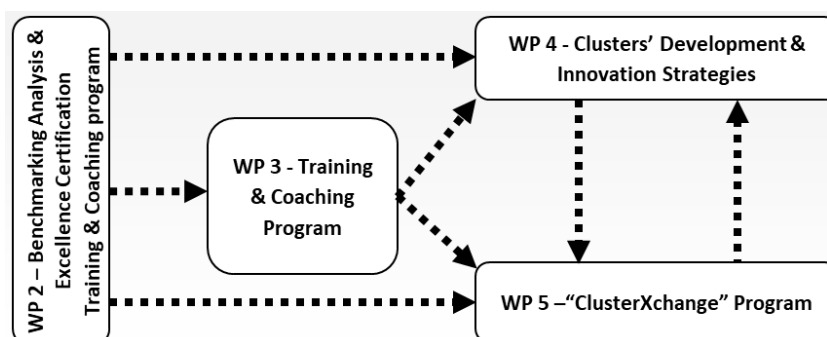 WP 2 – Benchmarking Analysis &
Excellence Certification
Training & Coaching program
WP 3 - Training
& Coaching
Program
WP 4 - Clusters’ Development &
Innovation Strategies
WP 5 –“ClusterXchange” Program